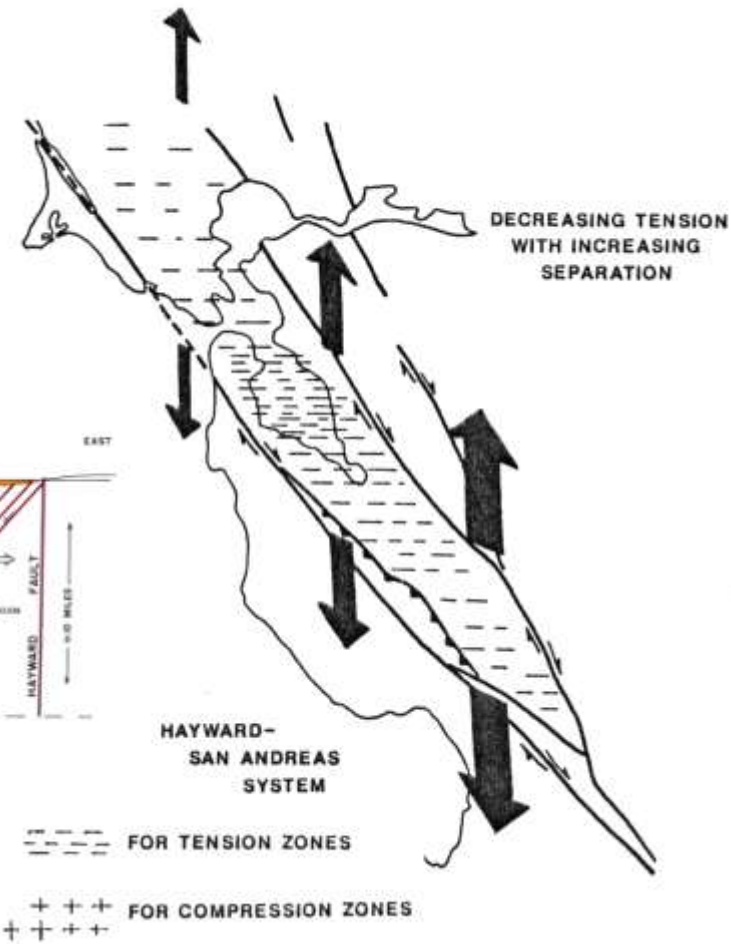 DECREASING TENSION
WITH INCREASING
SEPARATION
EAST
HAYWARD FAULT
HAYWARD-
SAN ANDREAS
SYSTEM
FOR TENSION ZONES
FOR COMPRESSION ZONES